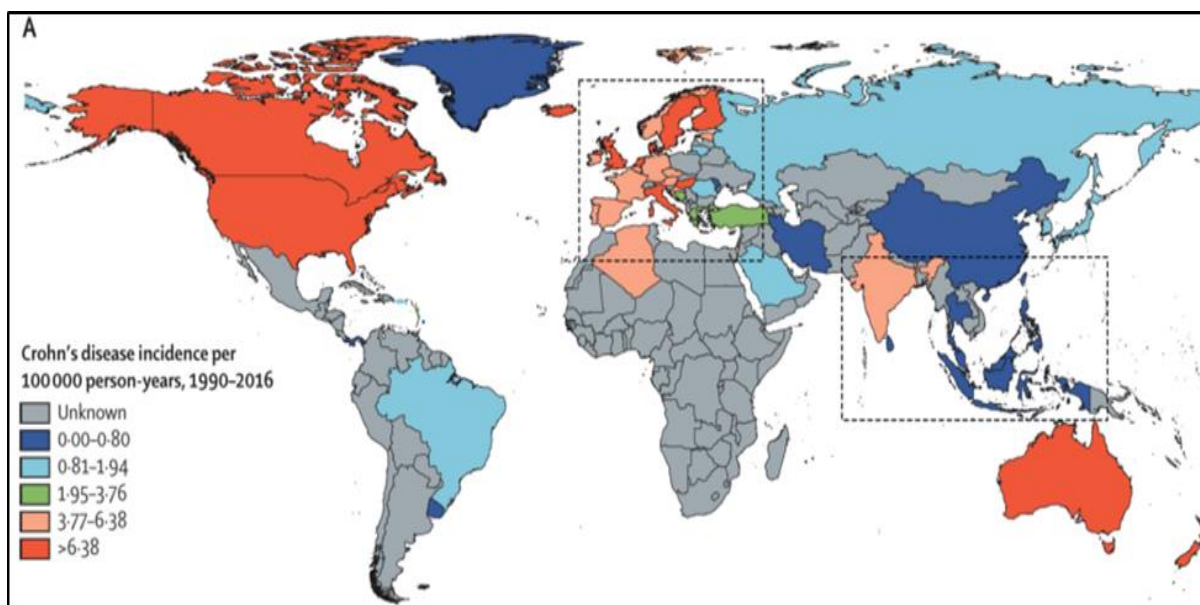 A
Crohn's disease incidence per
100 000 person-years, 1990–2016
Unknown
0·00–0·80
0·81–1·94
1·95–3·76
3·77–6·38
>6·38